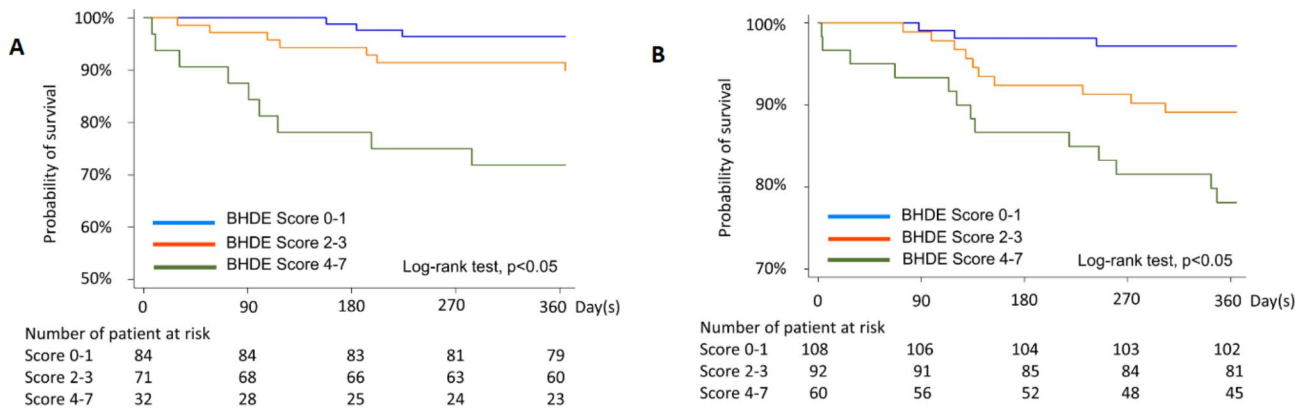 A
Probability of survival
100%
90%
80%
70%
60%
50%
BHDE Score 0-1
BHDE Score 2-3
BHDE Score 4-7
Log-rank test, p<0.05
0 90 180 270 360 Day(s)
Number of patient at risk
Score 0-1 84 84 83 81 79
Score 2-3 71 68 66 63 60
Score 4-7 32 28 25 24 23
B
Probability of survival
100%
90%
80%
70%
BHDE Score 0-1
BHDE Score 2-3
BHDE Score 4-7
Log-rank test, p<0.05
0 90 180 270 360 Day(s)
Number of patient at risk
Score 0-1 108 106 104 103 102
Score 2-3 92 91 85 84 81
Score 4-7 60 56 52 48 45